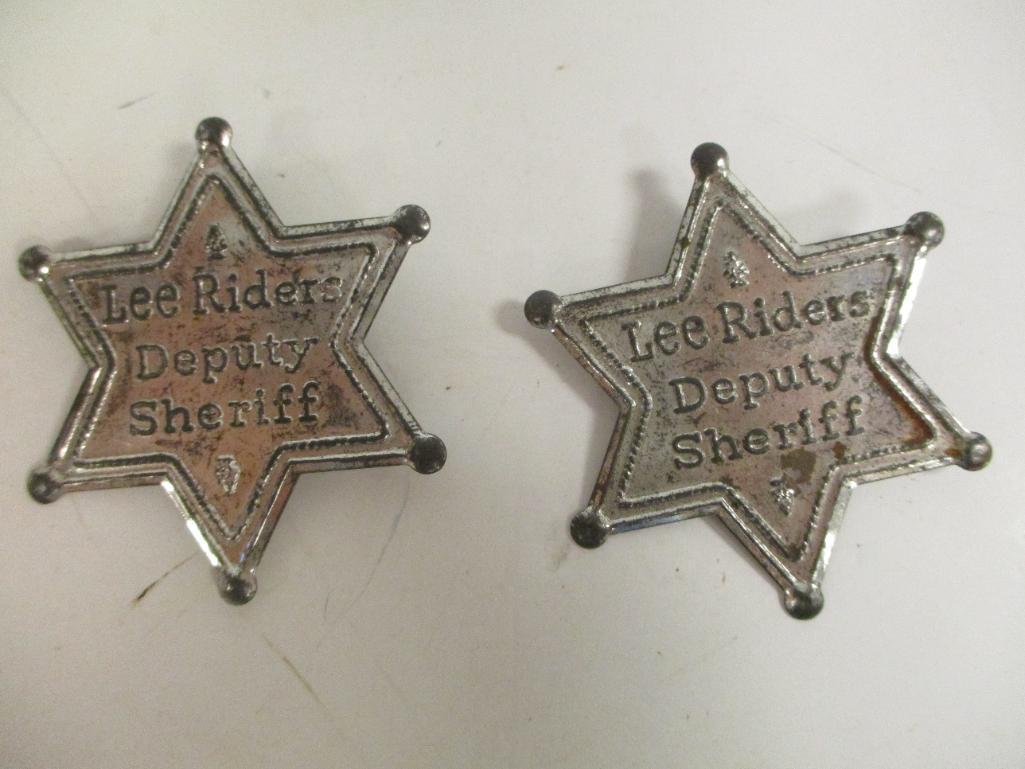 Lee Riders
Deputy
Sheriff
Lee Riders
Deputy
Sheriff